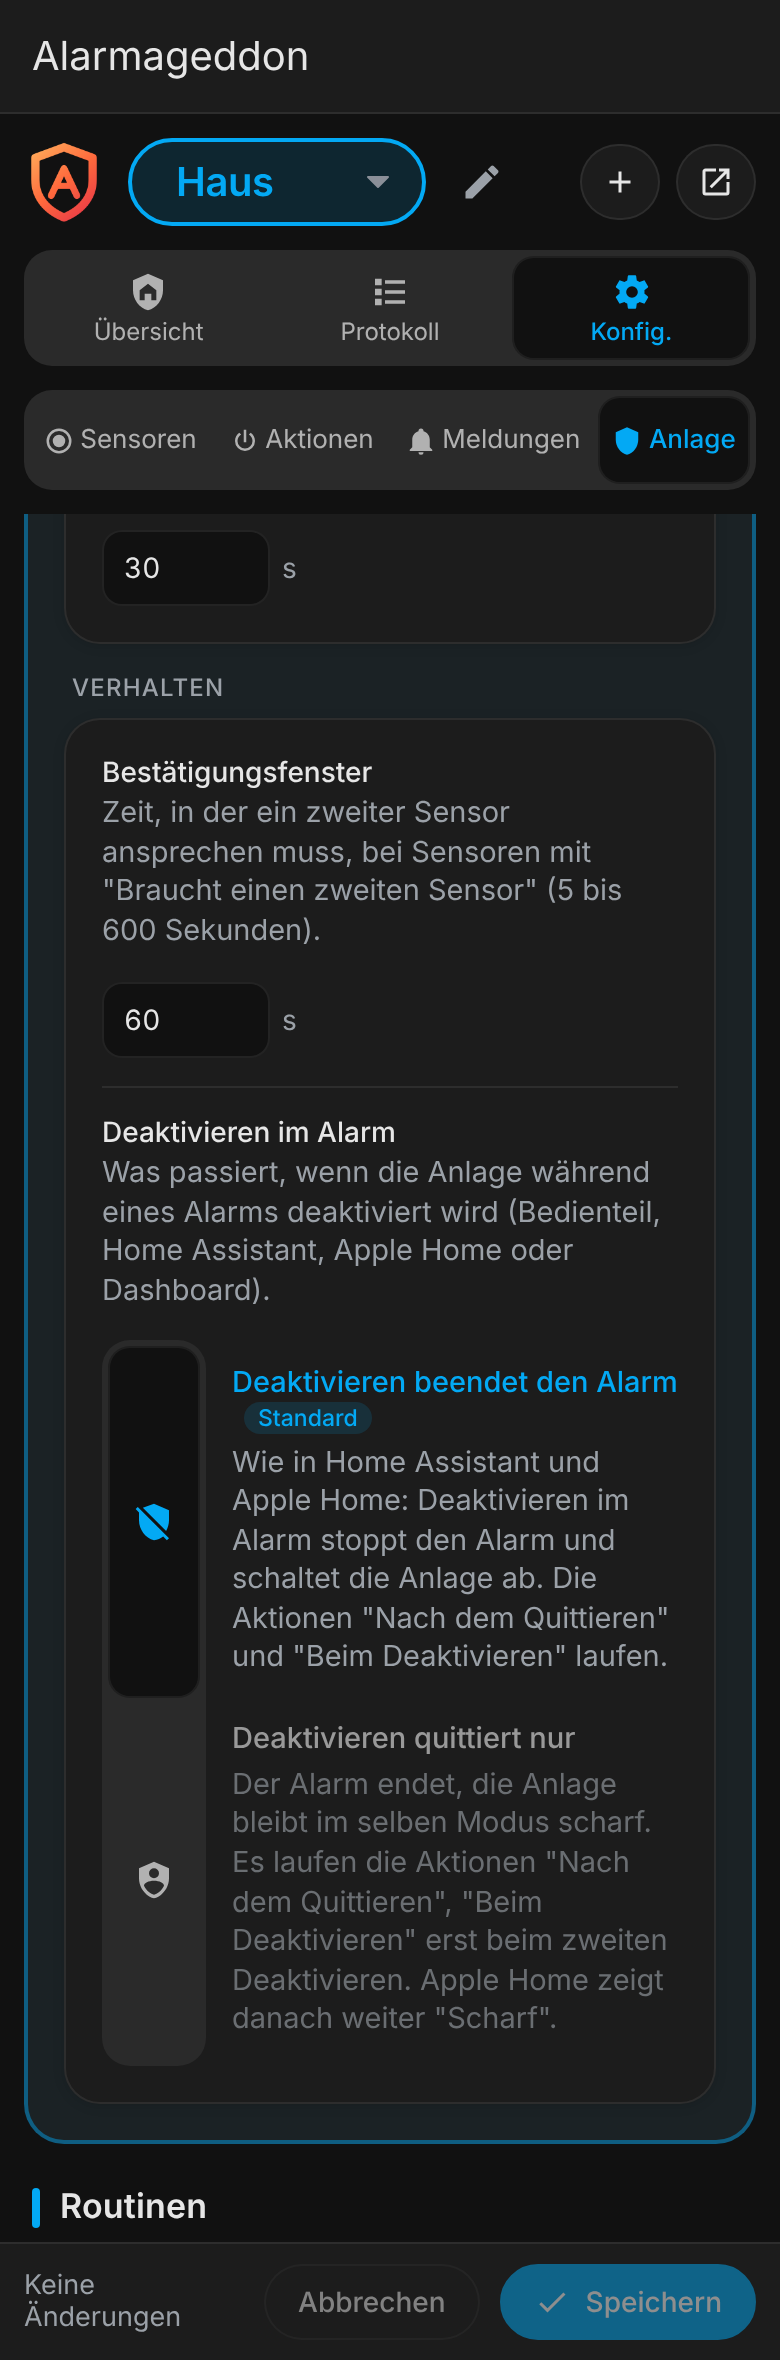 Alarmageddon
Haus
Übersicht
Protokoll
Konfig.
Sensoren
Aktionen
Meldungen
Anlage
30 s
VERHALTEN
Bestätigungsfenster
Zeit, in der ein zweiter Sensor
ansprechen muss, bei Sensoren mit
"Braucht einen zweiten Sensor" (5 bis
600 Sekunden).
60 s
Deaktivieren im Alarm
Was passiert, wenn die Anlage während
eines Alarms deaktiviert wird (Bedienteil,
Home Assistant, Apple Home oder
Dashboard).
Deaktivieren beendet den Alarm
Standard
Wie in Home Assistant und
Apple Home: Deaktivieren im
Alarm stoppt den Alarm und
schaltet die Anlage ab. Die
Aktionen "Nach dem Quittieren"
und "Beim Deaktivieren" laufen.
Deaktivieren quittiert nur
Der Alarm endet, die Anlage
bleibt im selben Modus scharf.
Es laufen die Aktionen "Nach
dem Quittieren", "Beim
Deaktivieren" erst beim zweiten
Deaktivieren. Apple Home zeigt
danach weiter "Scharf".
Routinen
Keine
Änderungen
Abbrechen
Speichern